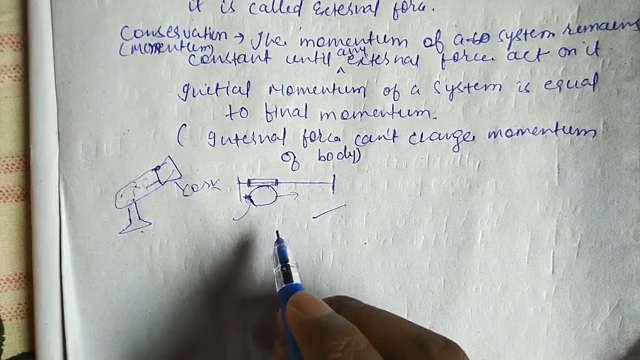 it is called External force.
Conservation → The momentum of a system remains
(momentum) constant until any external force act on it
Initial Momentum of a system is equal
to final momentum.
( Internal force can't change momentum
of body)
Cork